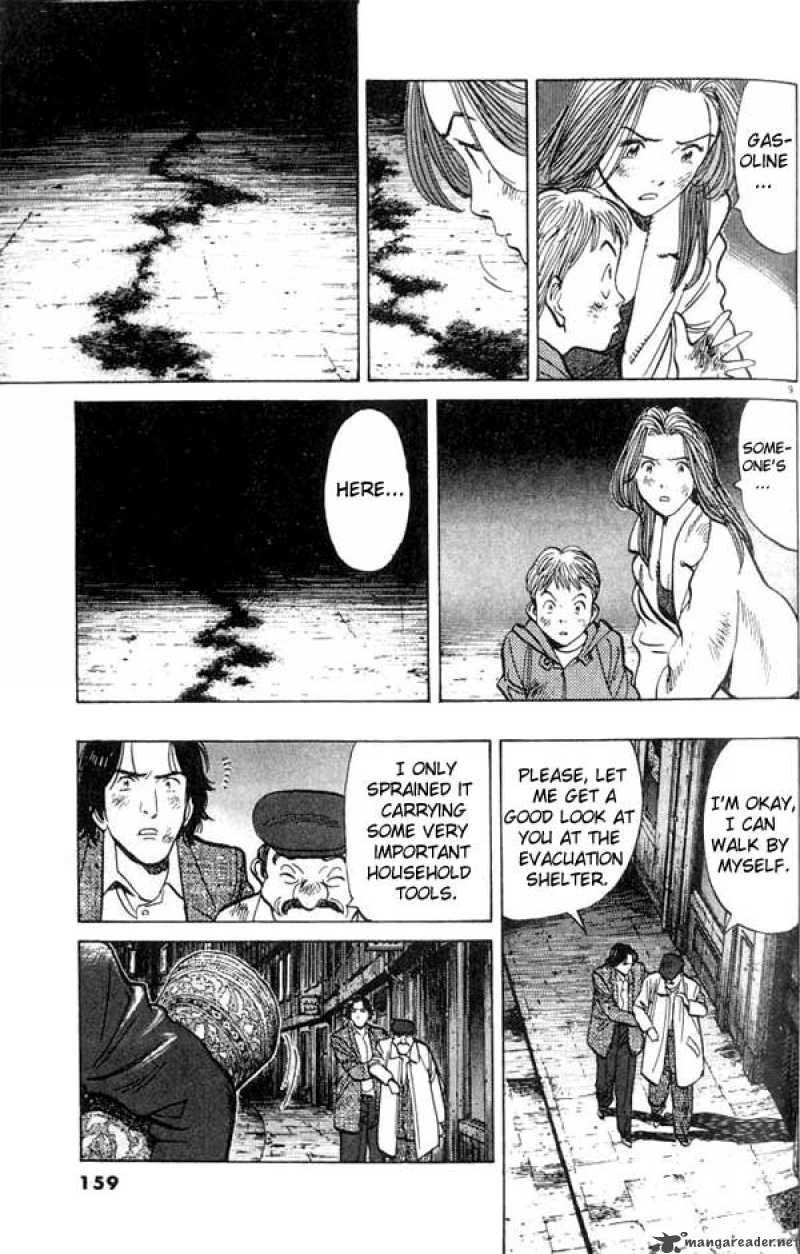 GAS-
OLINE
...
9
SOME-
ONE'S
...
HERE...
I'M OKAY,
I CAN
WALK BY
MYSELF.
PLEASE, LET
ME GET A
GOOD LOOK AT
YOU AT THE
EVACUATION
SHELTER.
I ONLY
SPRAINED IT
CARRYING
SOME VERY
IMPORTANT
HOUSEHOLD
TOOLS.
159
mangareader.net